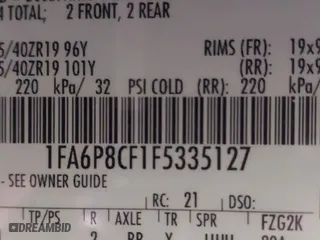 4 TOTAL; 2 FRONT, 2 REAR
5/40ZR19 96Y RIMS (FR): 19x9
5/40ZR19 101Y (RR): 19x9
220 kPa/ 32 PSI COLD (RR): 220 kPa/
1FA6P8CF1F5335127
- SEE OWNER GUIDE
RC: 21 DSO:
TP/PS R AXLE TR SPR FZG2K
DREAMBID